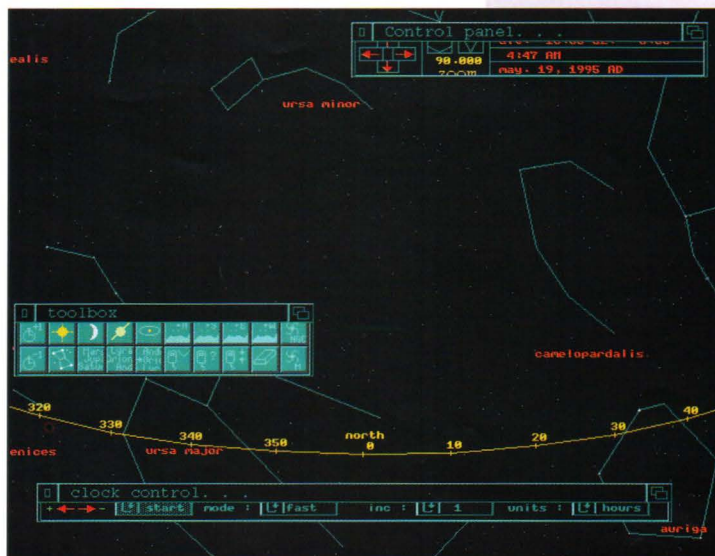 Control panel. . .
4:47 AM
90.000
may. 19, 1995 AD
zoom
ealis
ursa minor
toolbox
camelopardalis
320 330 340 350 north 0 10 20 30 40
enices
ursa major
clock control. . .
+ - start mode : fast inc : 1 units : hours
auriga